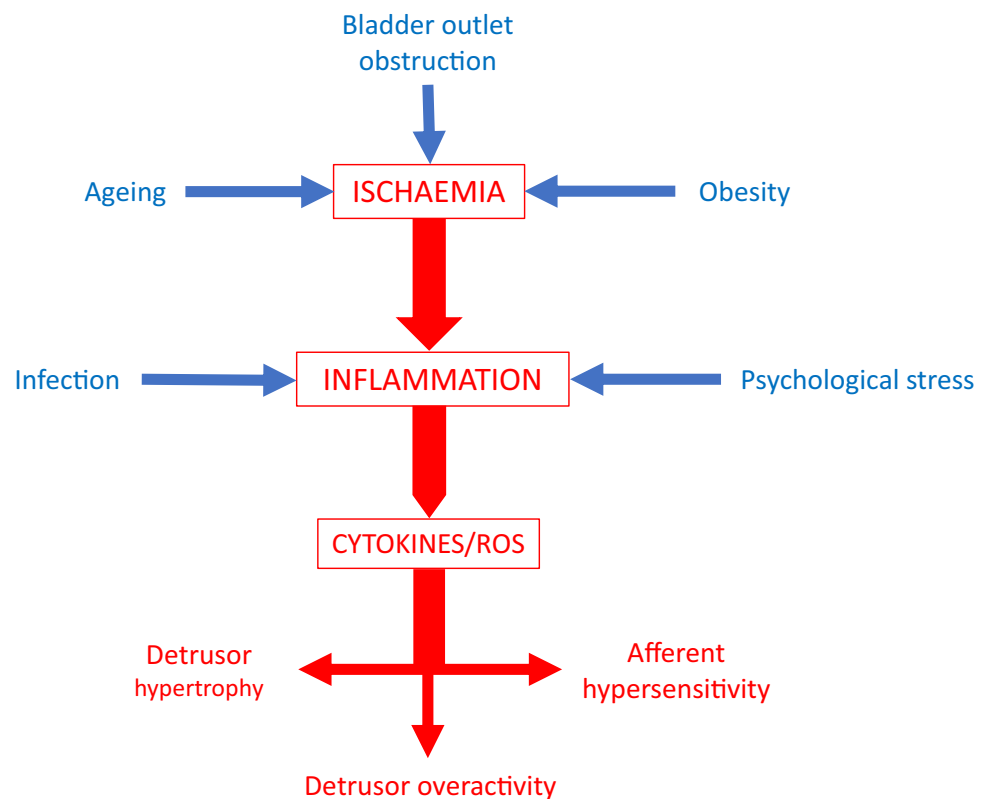 Bladder outlet
obstruction
Ageing
ISCHAEMIA
Obesity
Infection
INFLAMMATION
Psychological stress
CYTOKINES/ROS
Detrusor
hypertrophy
Afferent
hypersensitivity
Detrusor overactivity